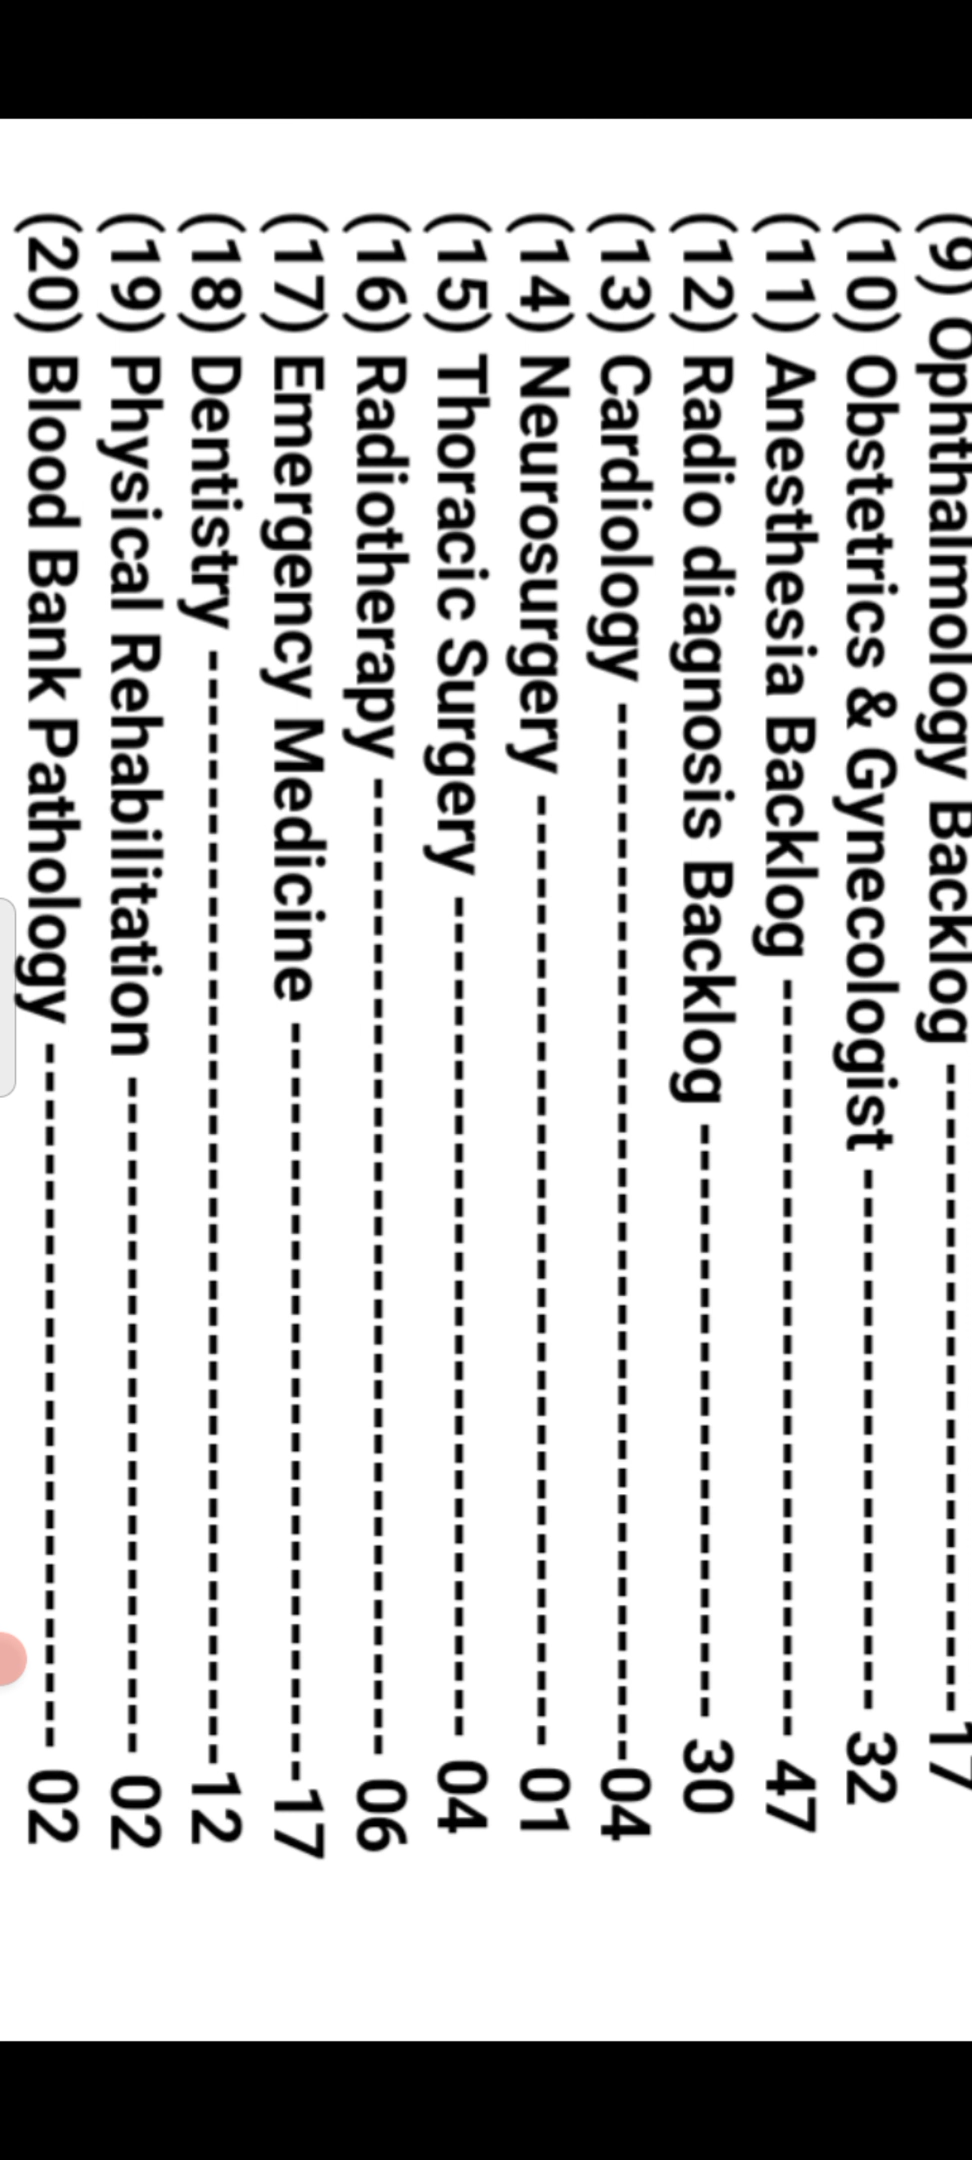 (9) Ophthalmology Backlog ------------------------ 17
(10) Obstetrics & Gynecologist -------------------- 32
(11) Anesthesia Backlog ---------------------------- 47
(12) Radio diagnosis Backlog ---------------------- 30
(13) Cardiology ---------------------------------------04
(14) Neurosurgery ----------------------------------- 01
(15) Thoracic Surgery ------------------------------- 04
(16) Radiotherapy ------------------------------------ 06
(17) Emergency Medicine ----------------------------17
(18) Dentistry -----------------------------------------12
(19) Physical Rehabilitation ------------------------- 02
(20) Blood Bank Pathology -------------------------- 02